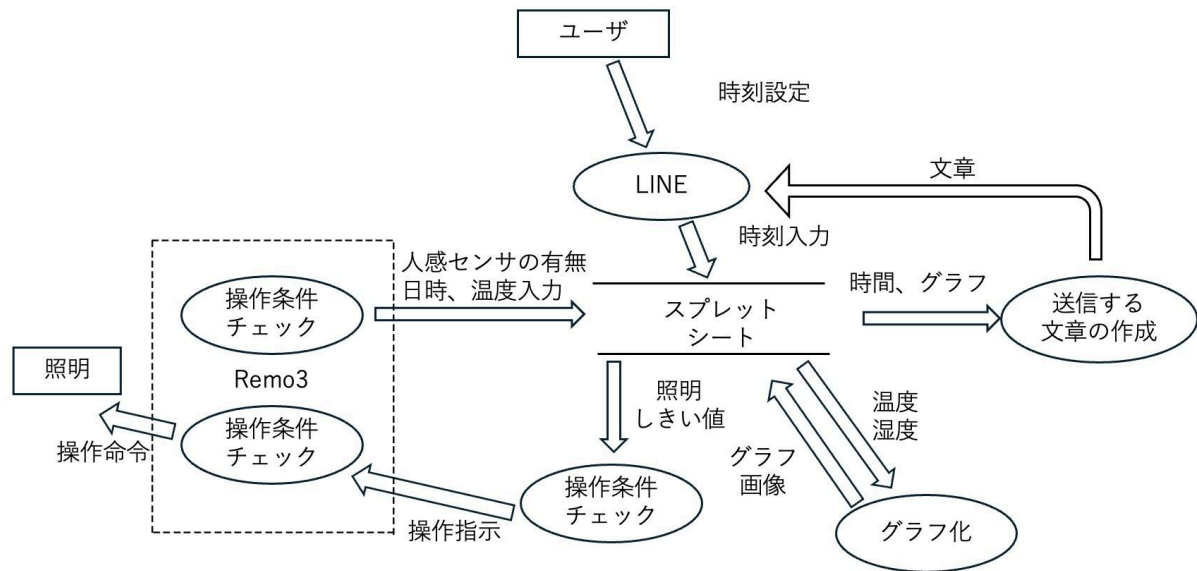 ユーザ
時刻設定
LINE
文章
時刻入力
人感センサの有無
日時、温度入力
操作条件
チェック
スプレット
シート
時間、グラフ
送信する
文章の作成
照明
Remo3
照明
しきい値
温度
湿度
操作条件
チェック
操作命令
グラフ
画像
操作条件
チェック
操作指示
グラフ化